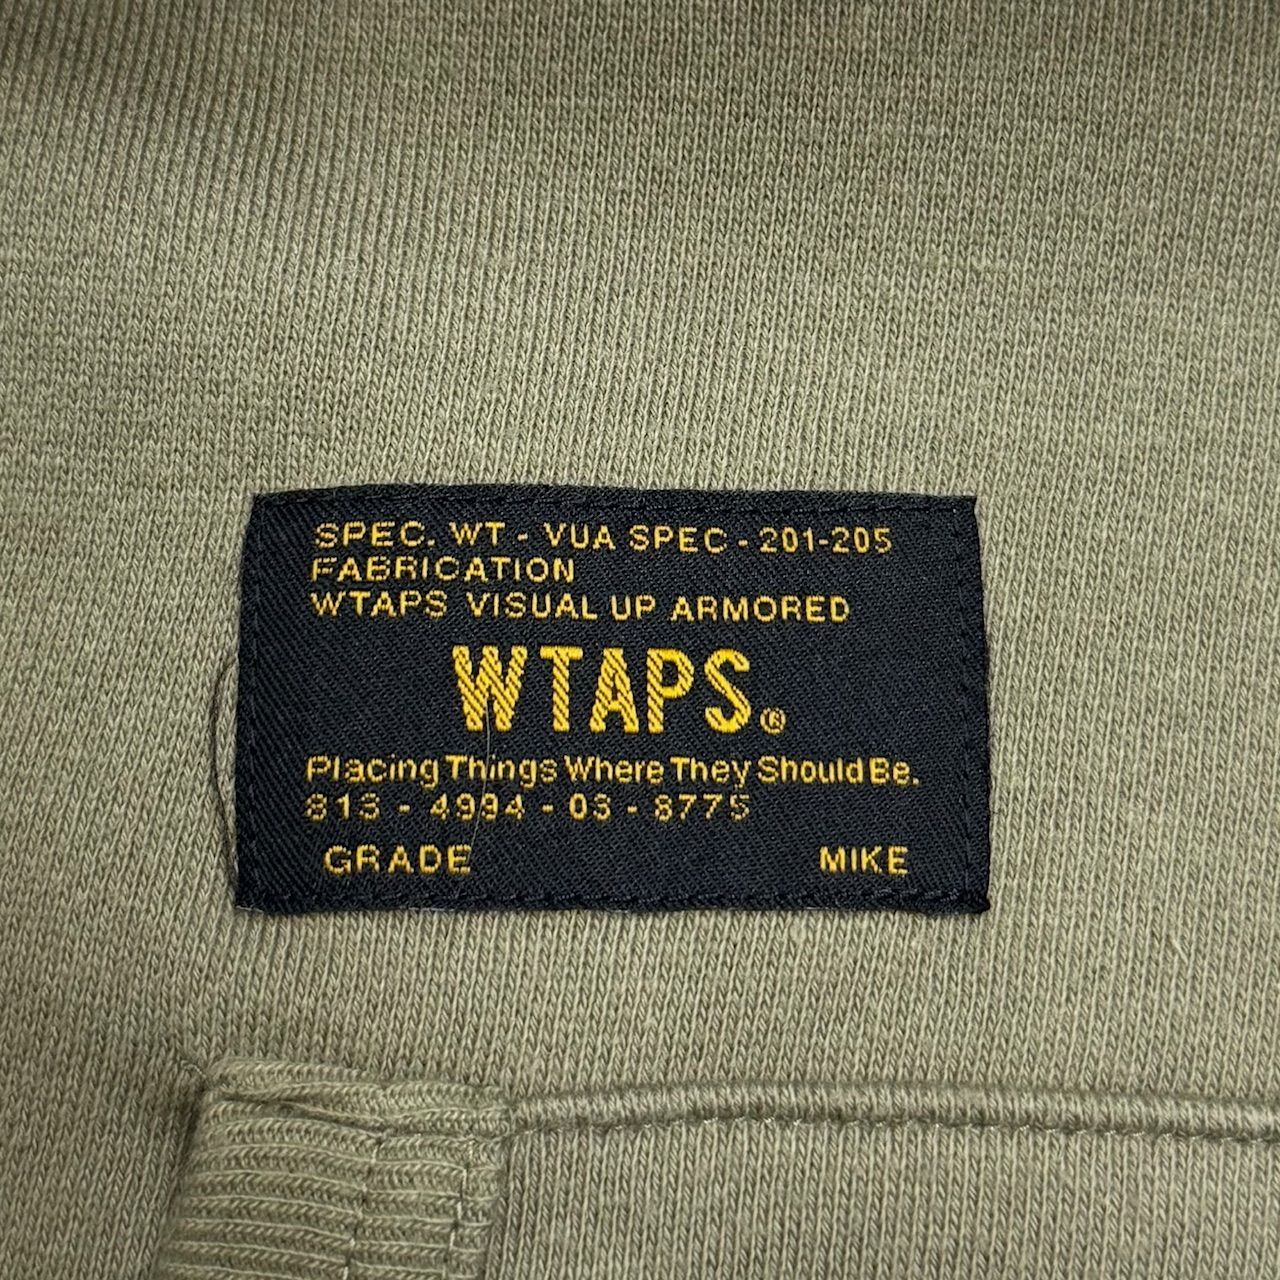 SPEC. WT - VUA SPEC - 201-205
FABRICATION
WTAPS VISUAL UP ARMORED
WTAPS.®
Placing Things Where They Should Be.
813 - 4994 - 03 - 8775
GRADE MIKE